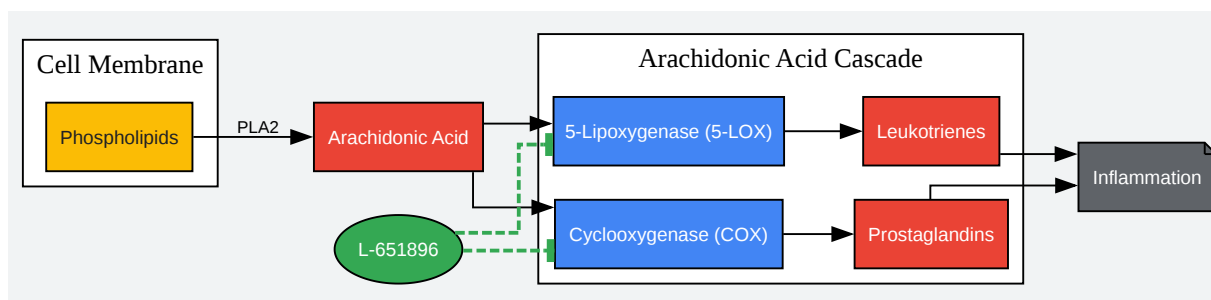 Cell Membrane
Phospholipids
PLA2
Arachidonic Acid
L-651896
Arachidonic Acid Cascade
5-Lipoxygenase (5-LOX)
Leukotrienes
Cyclooxygenase (COX)
Prostaglandins
Inflammation